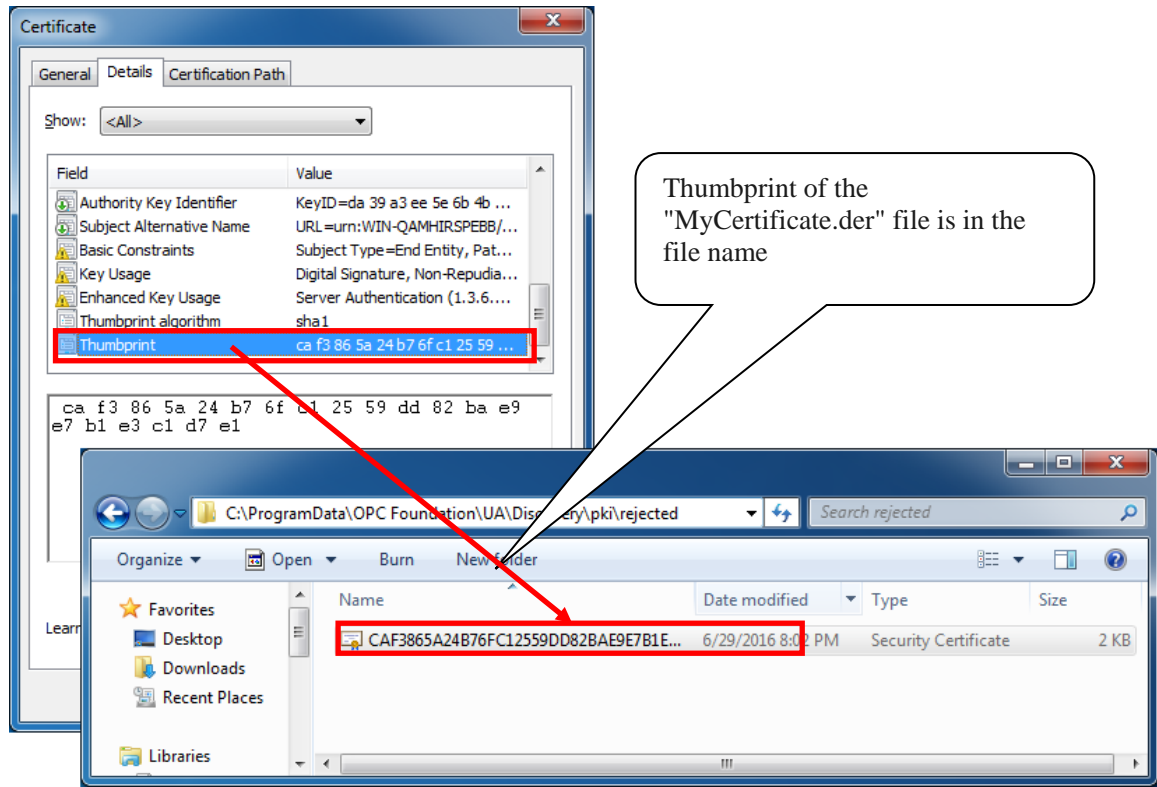 Certificate
General Details Certification Path
Show: <All>
Field Value
Authority Key Identifier KeyID=da 39 a3 ee 5e 6b 4b ...
Subject Alternative Name URL=urn:WIN-QAMHIRSPEBB/...
Basic Constraints Subject Type=End Entity, Pat...
Key Usage Digital Signature, Non-Repudia...
Enhanced Key Usage Server Authentication (1.3.6....
Thumbprint algorithm sha1
Thumbprint ca f3 86 5a 24 b7 6f c1 25 59 ...
ca f3 86 5a 24 b7 6f c1 25 59 dd 82 ba e9
e7 b1 e3 c1 d7 e1
Learn
Thumbprint of the
"MyCertificate.der" file is in the
file name
C:\ProgramData\OPC Foundation\UA\Discovery\pki\rejected Search rejected
Organize Open Burn New folder
Favorites
Desktop
Downloads
Recent Places
Libraries
Name Date modified Type Size
CAF3865A24B76FC12559DD82BAE9E7B1E... 6/29/2016 8:02 PM Security Certificate 2 KB